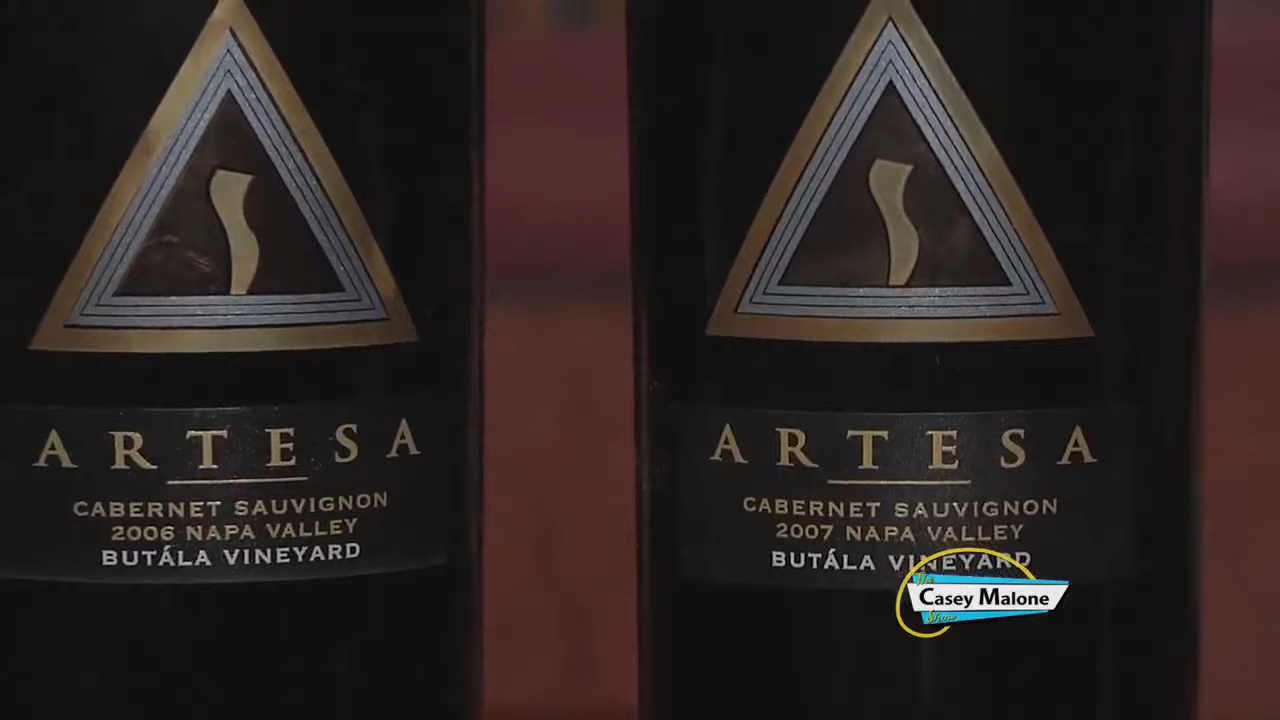 ARTESA
CABERNET SAUVIGNON
2006 NAPA VALLEY
BUTÁLA VINEYARD
ARTESA
CABERNET SAUVIGNON
2007 NAPA VALLEY
BUTÁLA VINEYARD
The
Casey Malone
Show